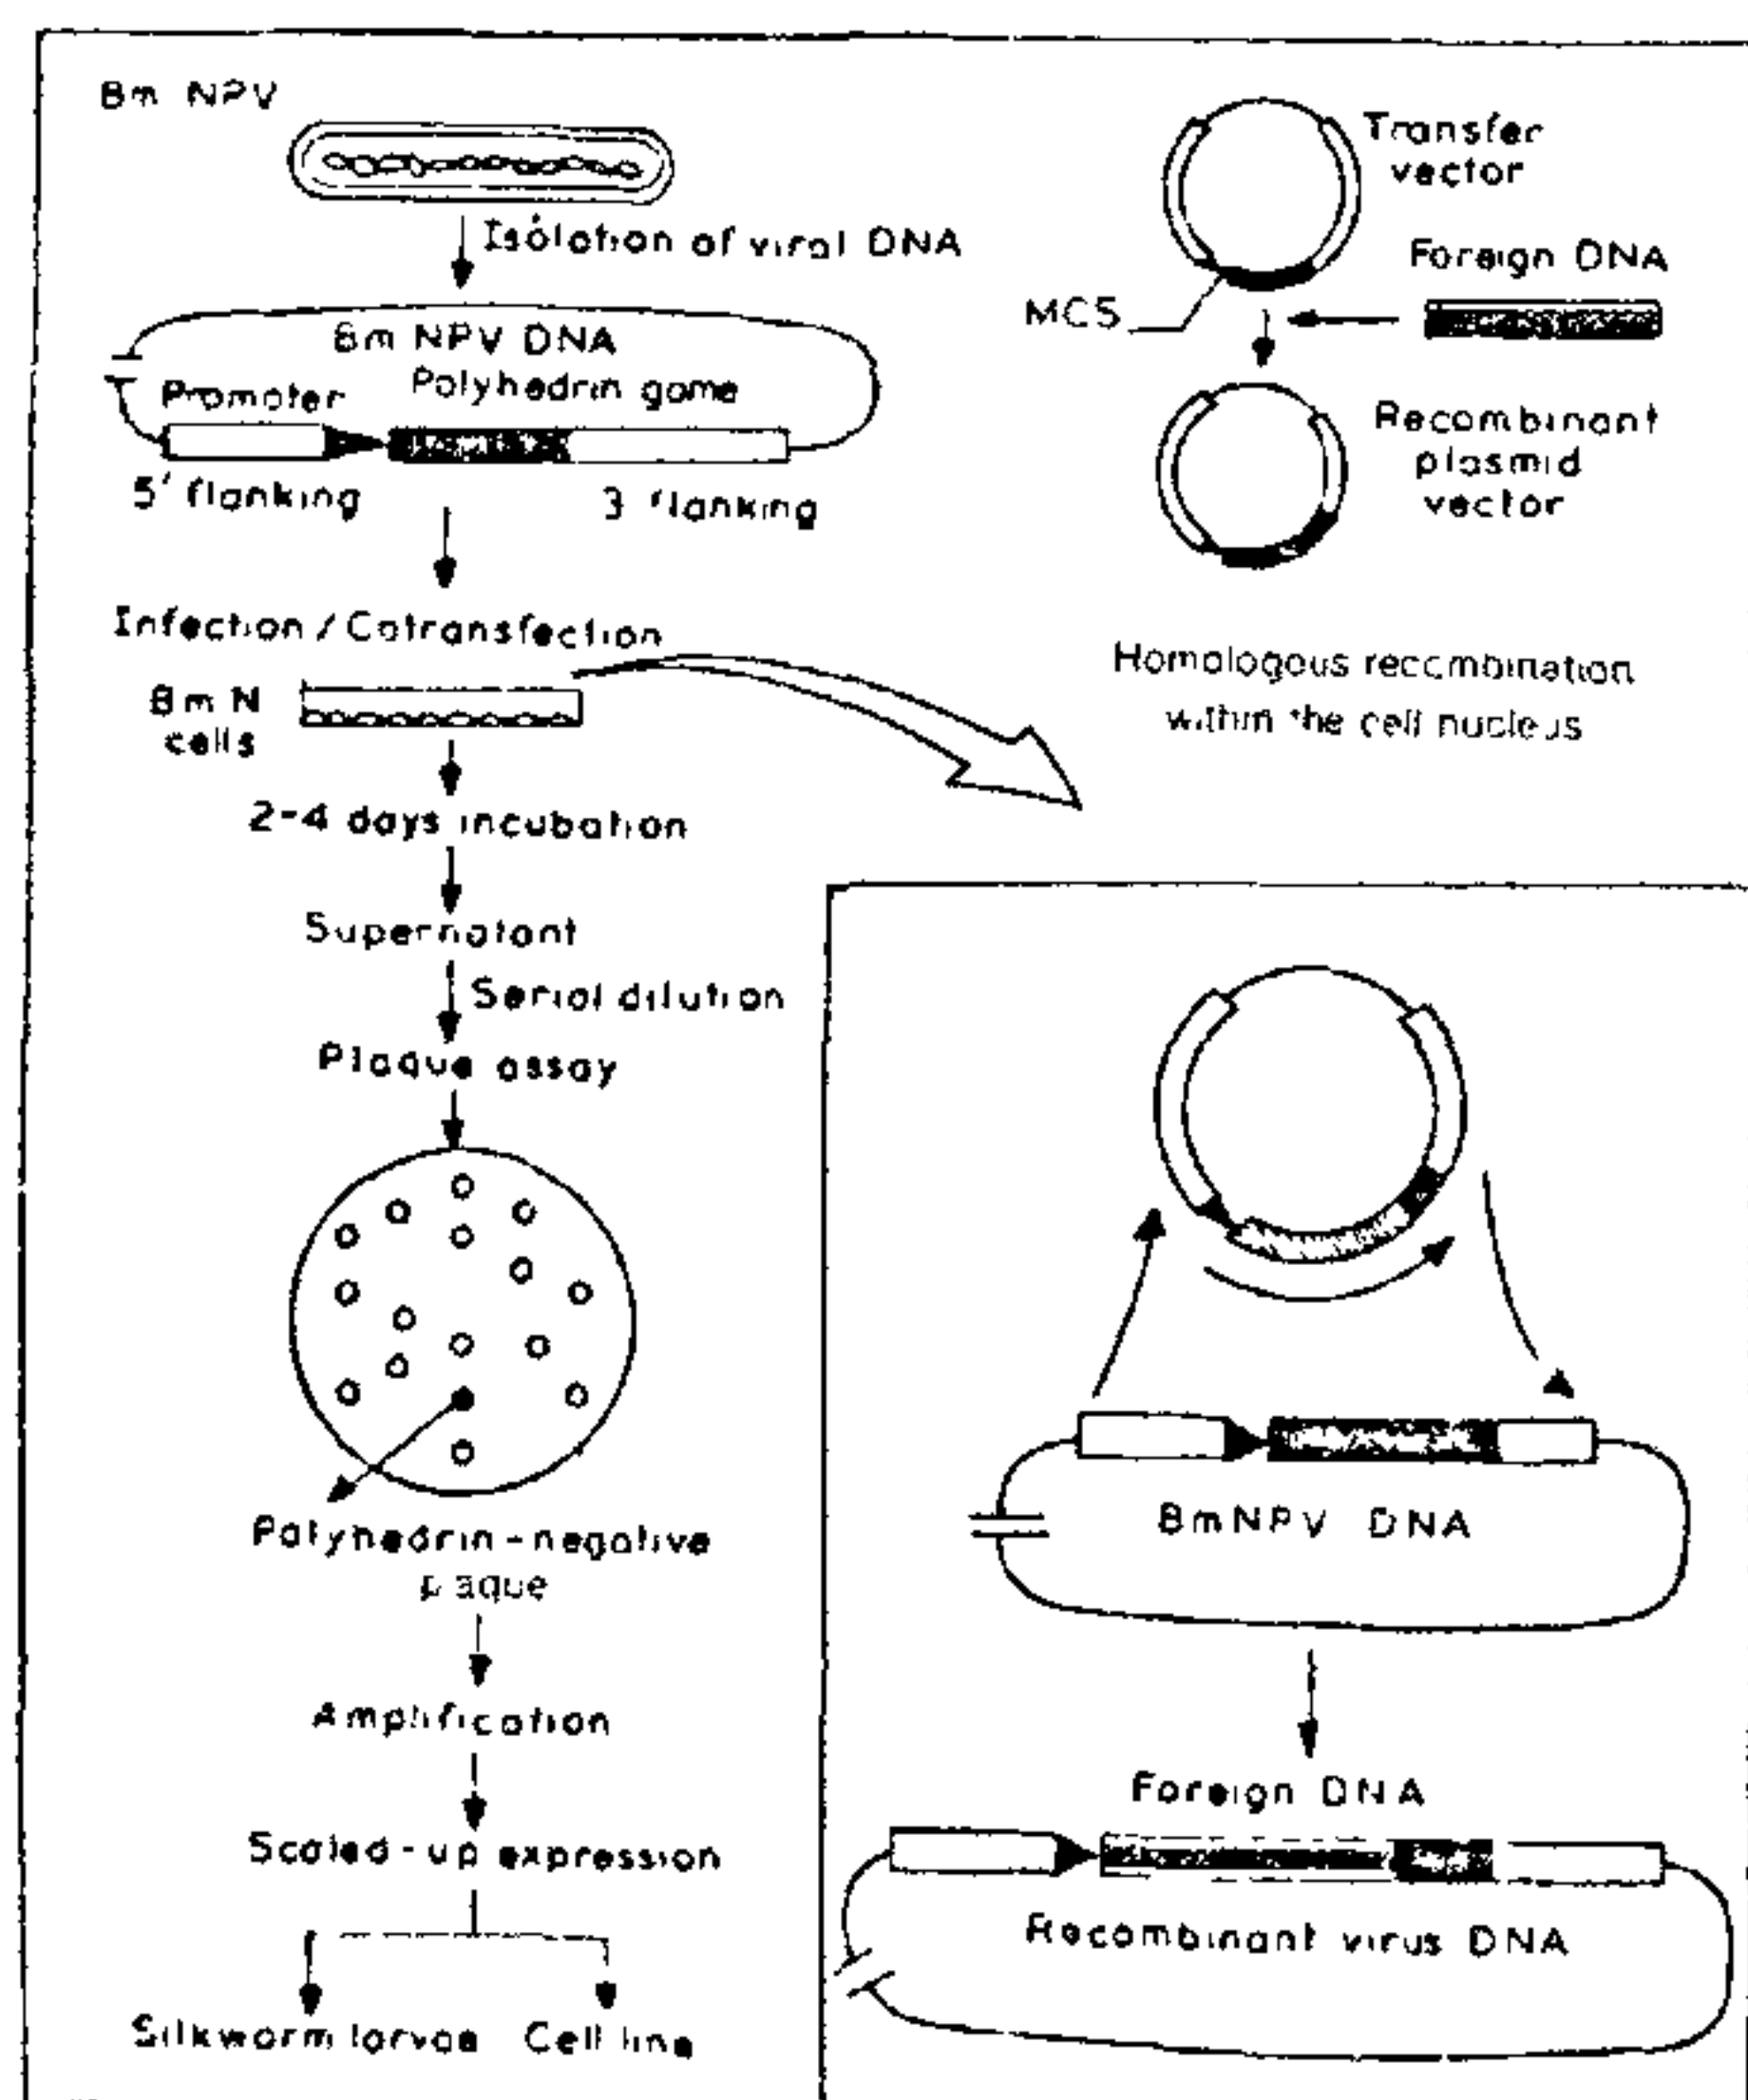 Bm NPV
Isolation of viral DNA
Bm NPV DNA
Polyhedrin game
Promoter
5' flanking
3 flanking
Infection / Cotransfection
Bm N
cells
2-4 days incubation
Supernatant
Serial dilution
Plaque assay
Polyhedrin-negative
plaque
Amplification
Scaled-up expression
Silkworm larvae
Cell line
Transfer
vector
Foreign DNA
MCS
Recombinant
plasmid
vector
Homologous recombination
within the cell nucleus
BmNPV DNA
Foreign DNA
Recombinant virus DNA